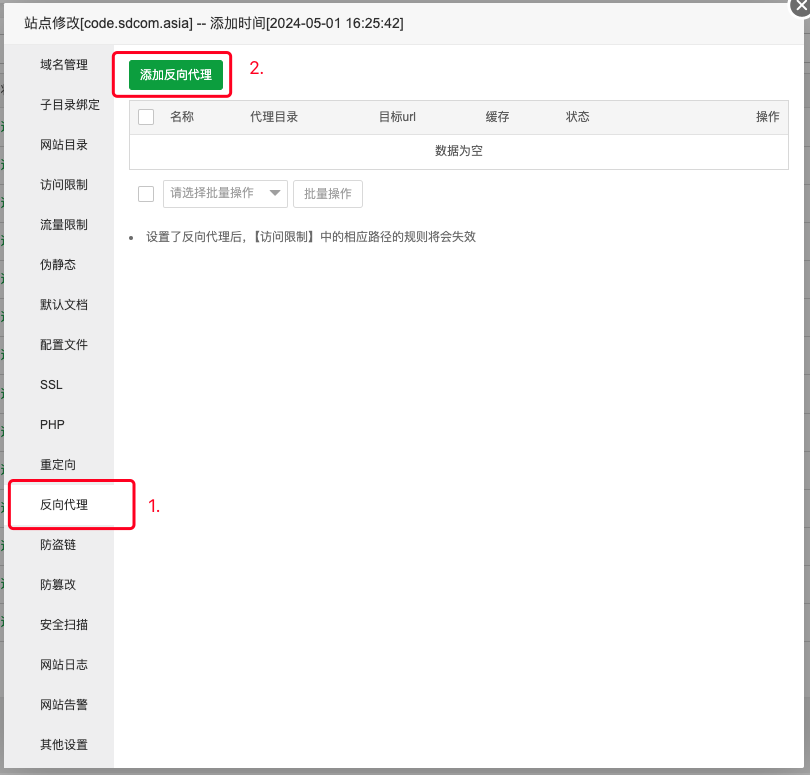 站点修改[code.sdcom.asia] -- 添加时间[2024-05-01 16:25:42]
域名管理
子目录绑定
网站目录
访问限制
流量限制
伪静态
默认文档
配置文件
SSL
PHP
重定向
反向代理
1.
防盗链
防篡改
安全扫描
网站日志
网站告警
其他设置
添加反向代理
2.
名称 代理目录 目标url 缓存 状态 操作
数据为空
请选择批量操作 批量操作
设置了反向代理后,【访问限制】中的相应路径的规则将会失效